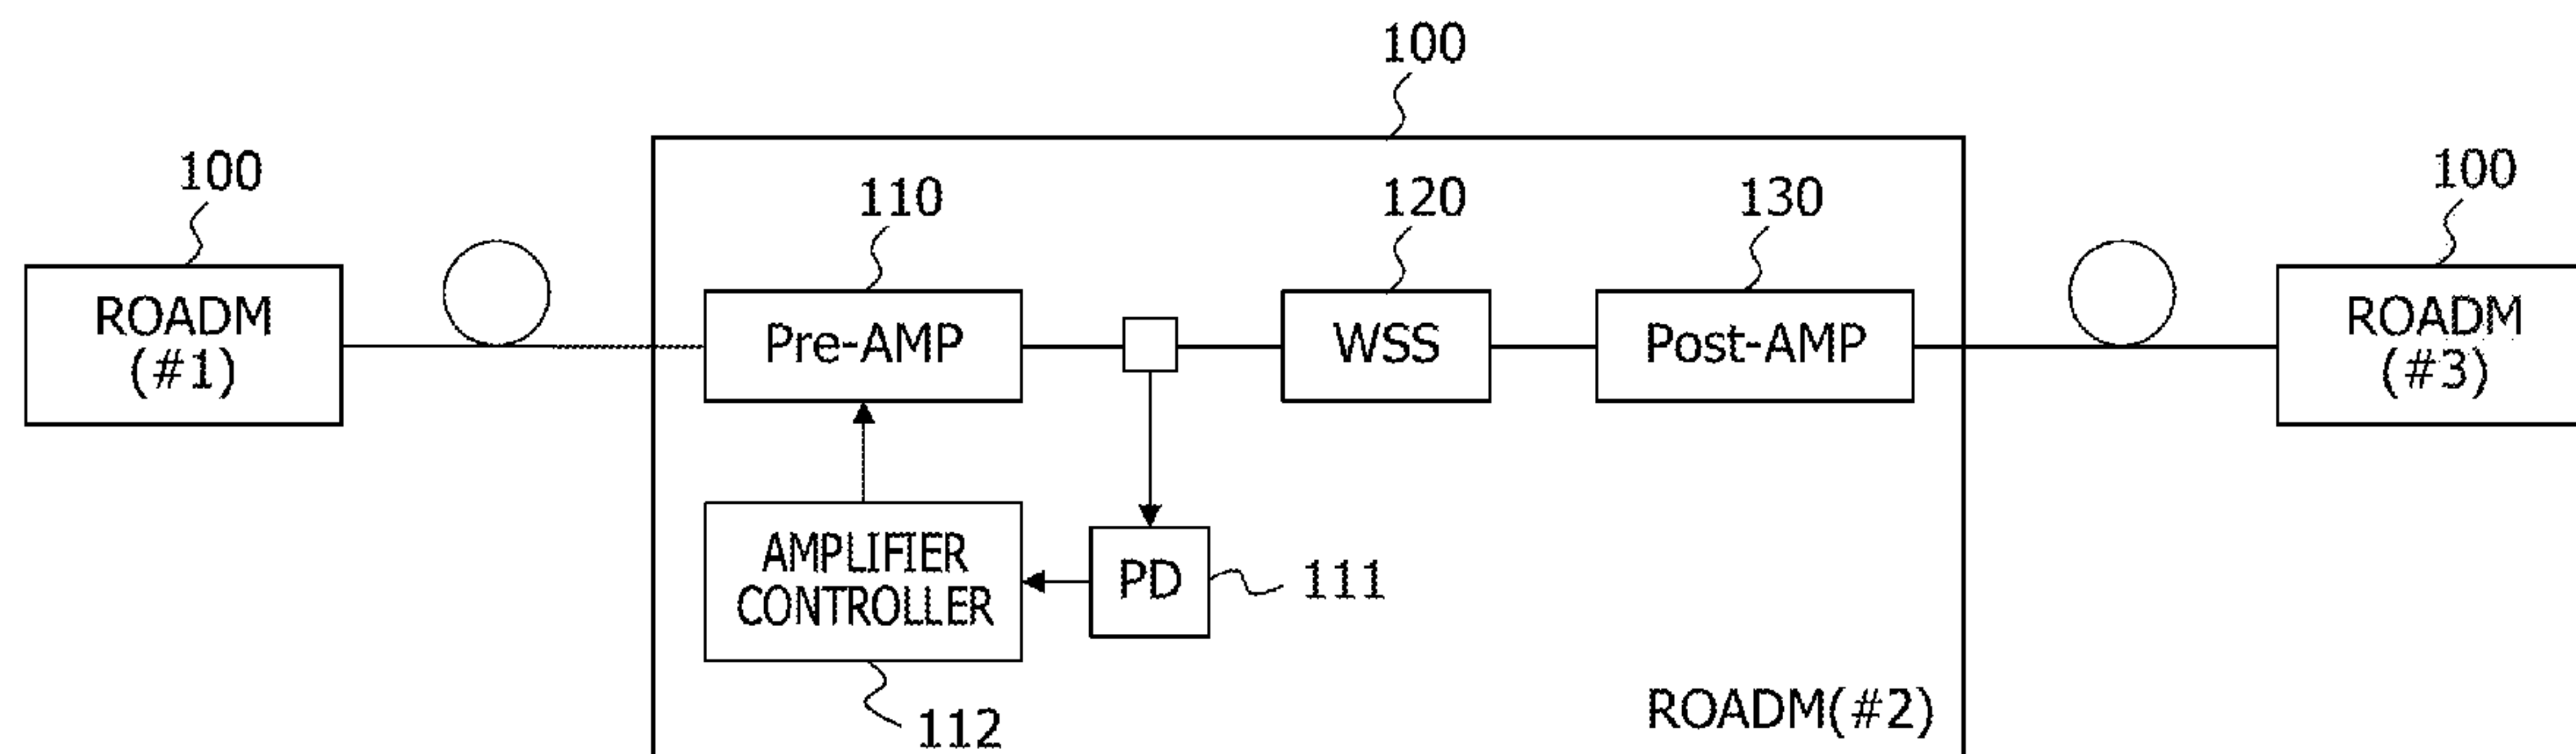 100
100
100
110
120
130
ROADM
(#1)
Pre-AMP
WSS
Post-AMP
ROADM
(#3)
AMPLIFIER
CONTROLLER
PD
111
112
ROADM(#2)